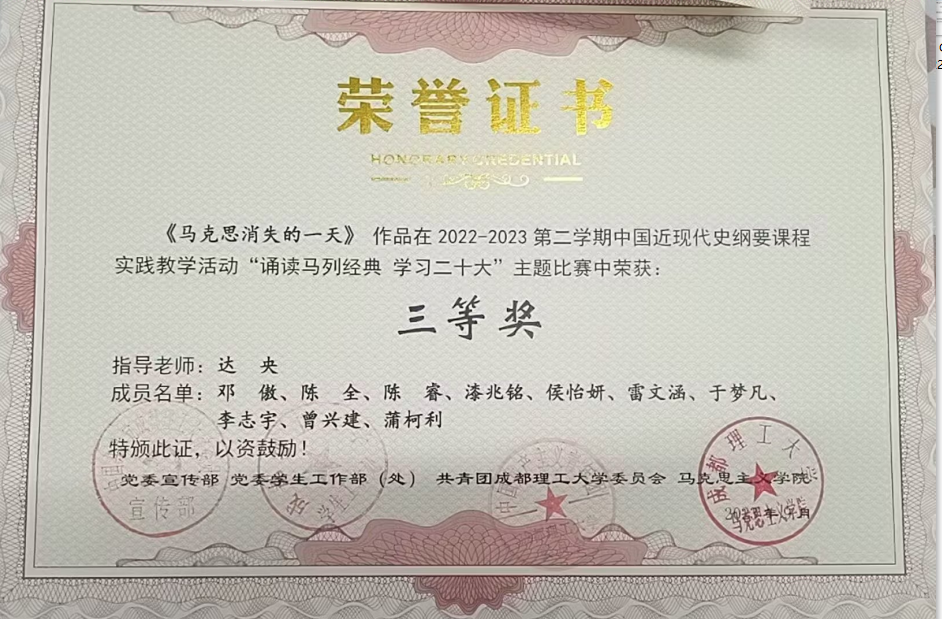 荣誉证书
HONORARY CREDENTIAL
《马克思消失的一天》 作品在 2022-2023 第二学期中国近现代史纲要课程
实践教学活动“诵读马列经典 学习二十大”主题比赛中荣获：
三等奖
指导老师：达 央
成员名单：邓 傲、陈 全、陈 睿、漆兆铭、侯怡妍、雷文涵、于梦凡、
李志宇、曾兴建、蒲柯利
特颁此证，以资鼓励！
党委宣传部 党委学生工作部（处） 共青团成都理工大学委员会 马克思主义学院
宣传部
成都理工大学
马克思主义学院